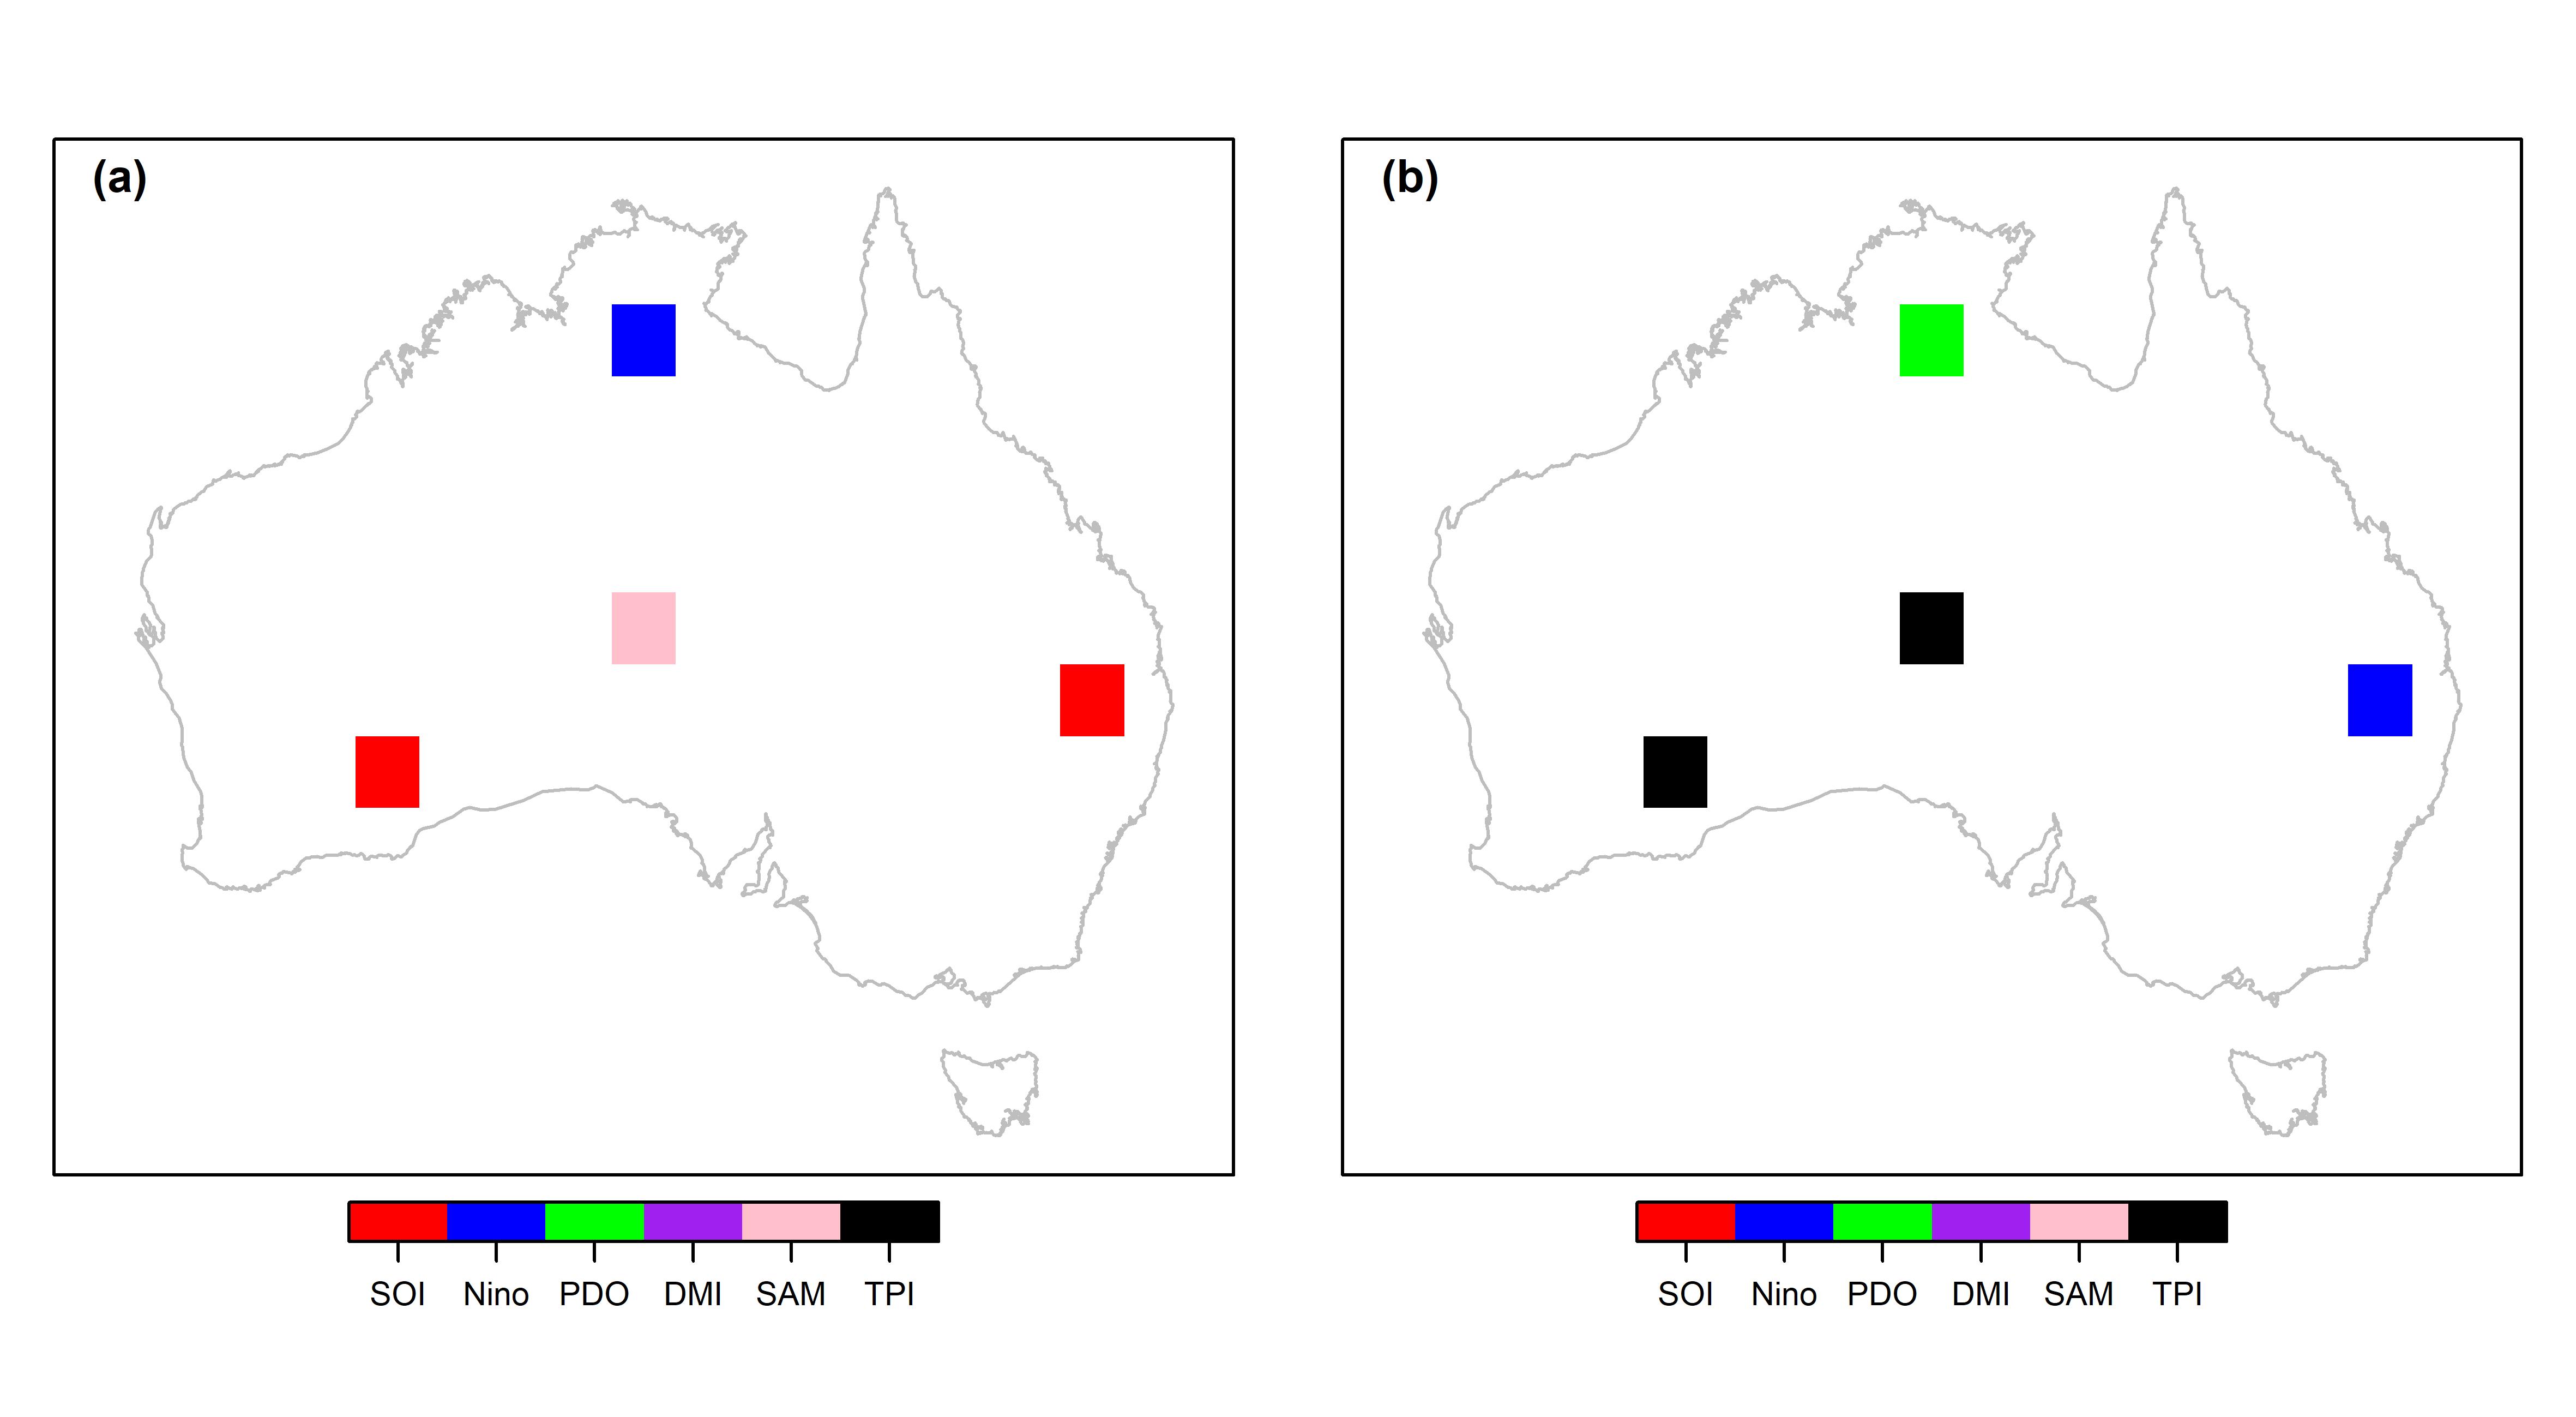 (a)
(b)
SOI Nino PDO DMI SAM TPI
SOI Nino PDO DMI SAM TPI